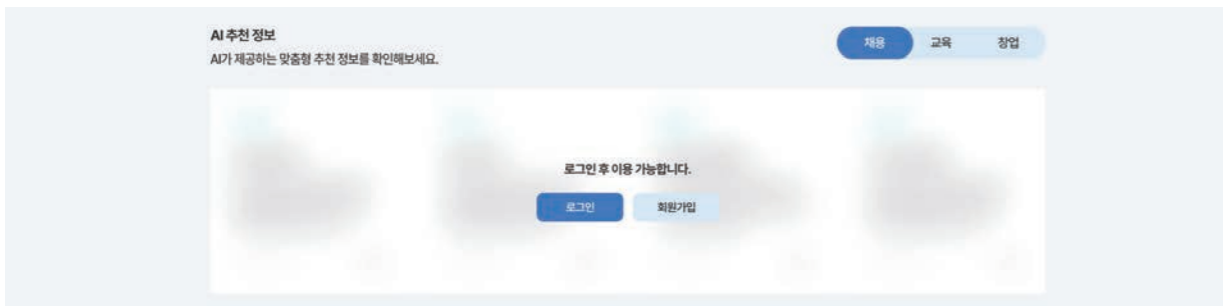 AI 추천 정보
AI가 제공하는 맞춤형 추천 정보를 확인해보세요.
채용 교육 창업
로그인 후 이용 가능합니다.
로그인 회원가입